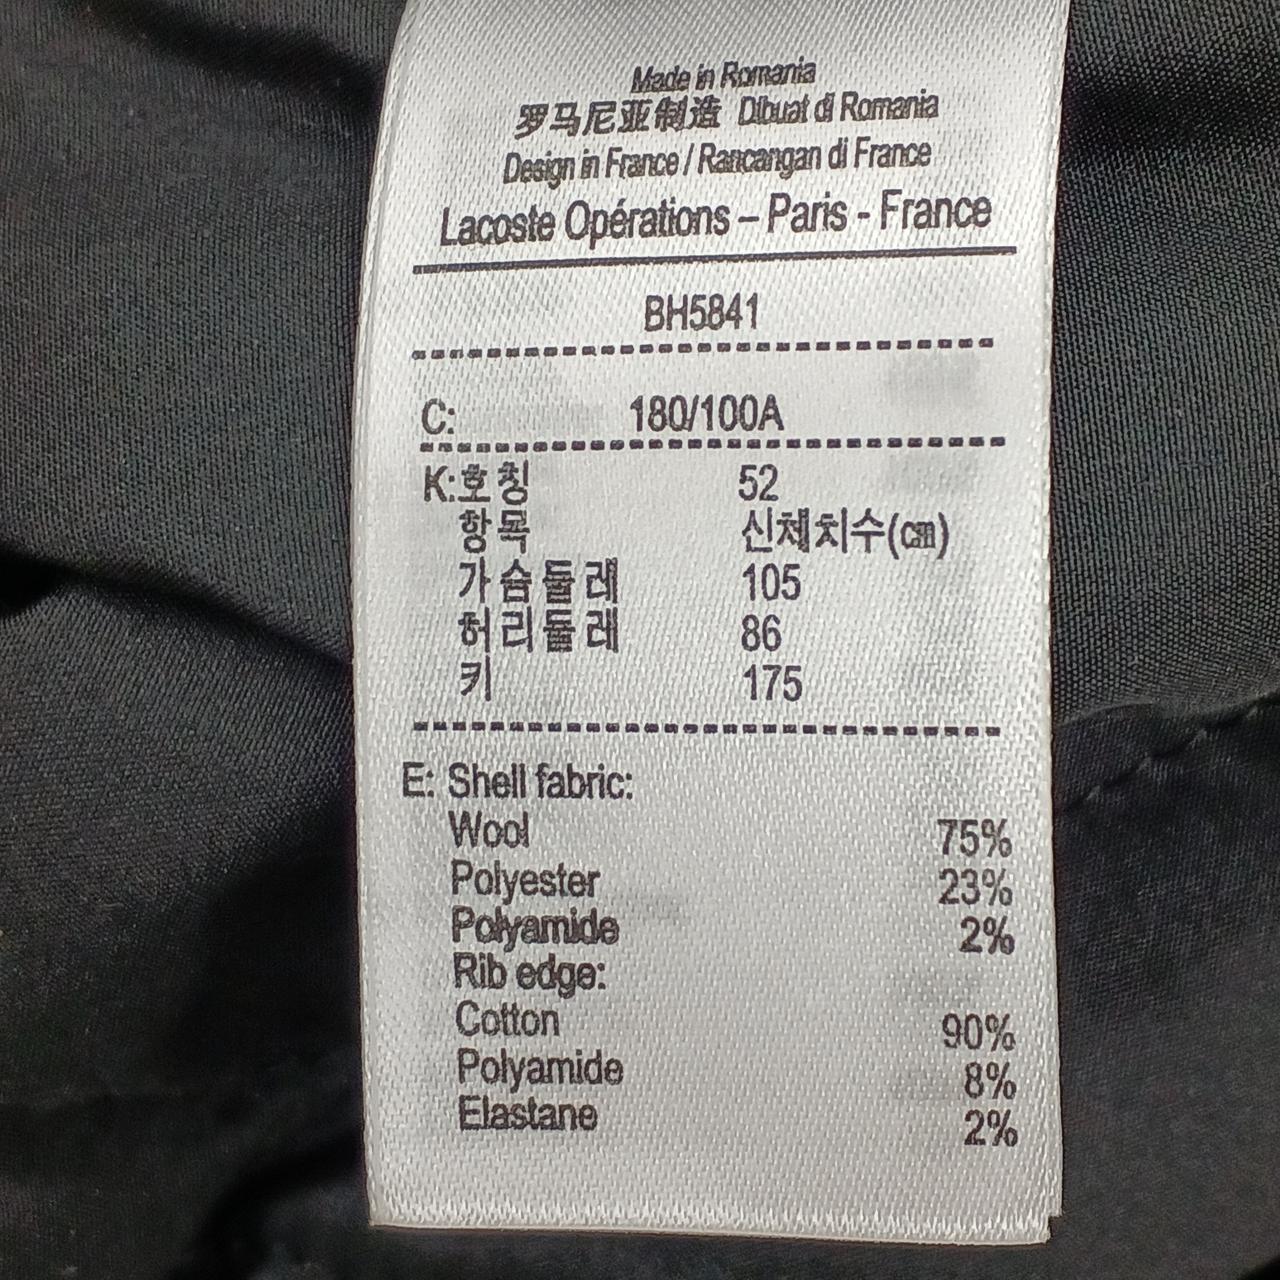 Made in Romania
罗马尼亚制造 Dibuat di Romania
Design in France / Rancangan di France
Lacoste Opérations – Paris - France
BH5841
C: 180/100A
K:호칭 52
항목 신체치수(㎝)
가슴둘레 105
허리둘레 86
키 175
E: Shell fabric:
Wool 75%
Polyester 23%
Polyamide 2%
Rib edge:
Cotton 90%
Polyamide 8%
Elastane 2%